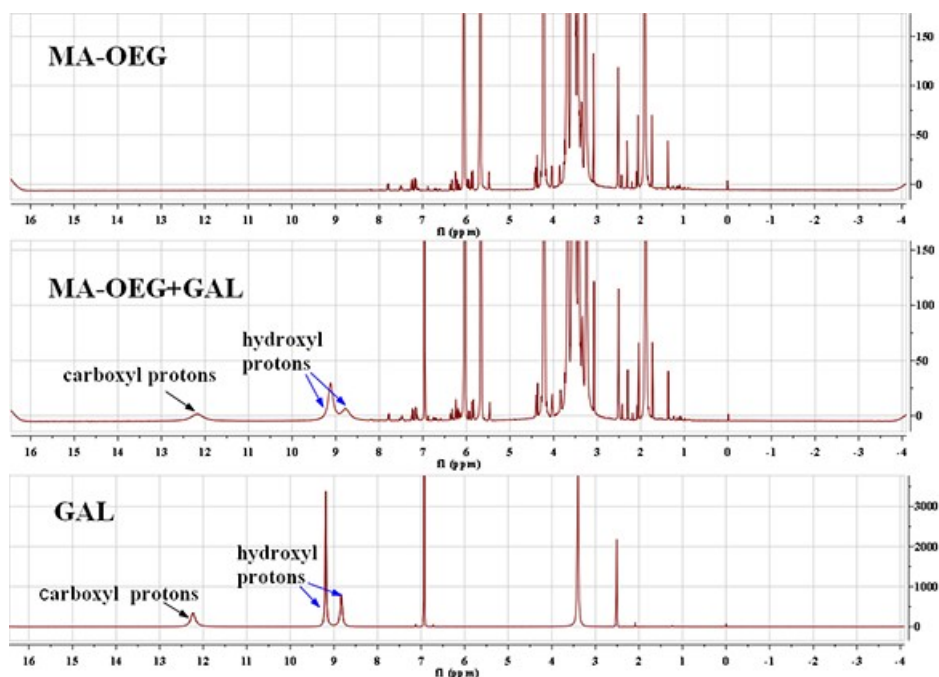 MA-OEG
150
100
50
0
16 15 14 13 12 11 10 9 8 7 6 5 4 3 2 1 0 -1 -2 -3 -4
f1 (ppm)
MA-OEG+GAL
hydroxyl
protons
carboxyl protons
150
100
50
0
16 15 14 13 12 11 10 9 8 7 6 5 4 3 2 1 0 -1 -2 -3 -4
f1 (ppm)
GAL
hydroxyl
protons
Carboxyl protons
3000
2000
1000
0
16 15 14 13 12 11 10 9 8 7 6 5 4 3 2 1 0 -1 -2 -3 -4
f1 (ppm)